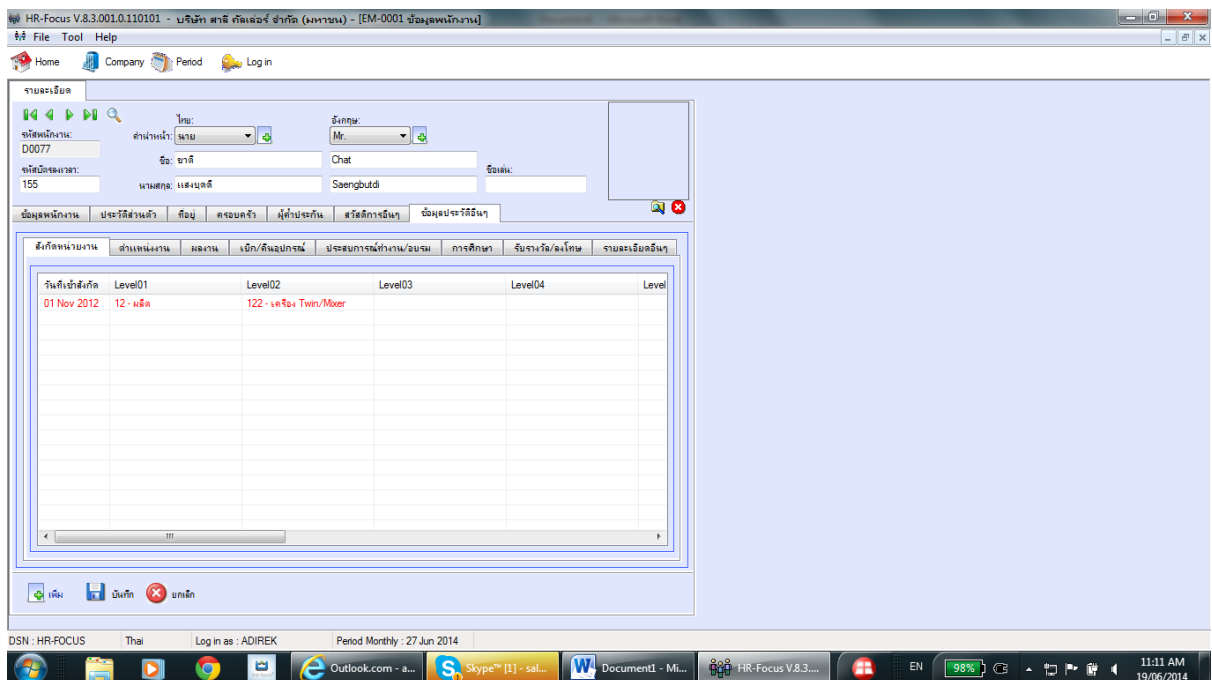 HR-Focus V.8.3.001.0.110101 - บริษัท สาลี่ คัลเล่อร์ จำกัด (มหาชน) - [EM-0001 ข้อมูลพนักงาน]
File Tool Help
Home Company Period Log in
รายละเอียด
ไทย: อังกฤษ:
รหัสพนักงาน: คำนำหน้า: นาย Mr.
D0077
ชื่อ: ชาติ Chat
รหัสบัตรลงเวลา: ชื่อเล่น:
155 นามสกุล: แสงบุดดี Saengbutdi
ข้อมูลพนักงาน ประวัติส่วนตัว ที่อยู่ ครอบครัว ผู้ค้ำประกัน สวัสดิการอื่นๆ ข้อมูลประวัติอื่นๆ
สังกัดหน่วยงาน ตำแหน่งงาน ผลงาน เบิก/คืนอุปกรณ์ ประสบการณ์ทำงาน/อบรม การศึกษา รับรางวัล/ลงโทษ รายละเอียดอื่นๆ
วันที่เข้าสังกัด Level01 Level02 Level03 Level04 Level
01 Nov 2012 12 - ผลิต 122 - เครื่อง Twin/Mixer
เพิ่ม บันทึก ยกเลิก
DSN : HR-FOCUS Thai Log in as : ADIREK Period Monthly : 27 Jun 2014
Outlook.com - a... Skype™ [1] - sal... Document1 - Mi... HR-Focus V.8.3.... EN 98% 11:11 AM
19/06/2014